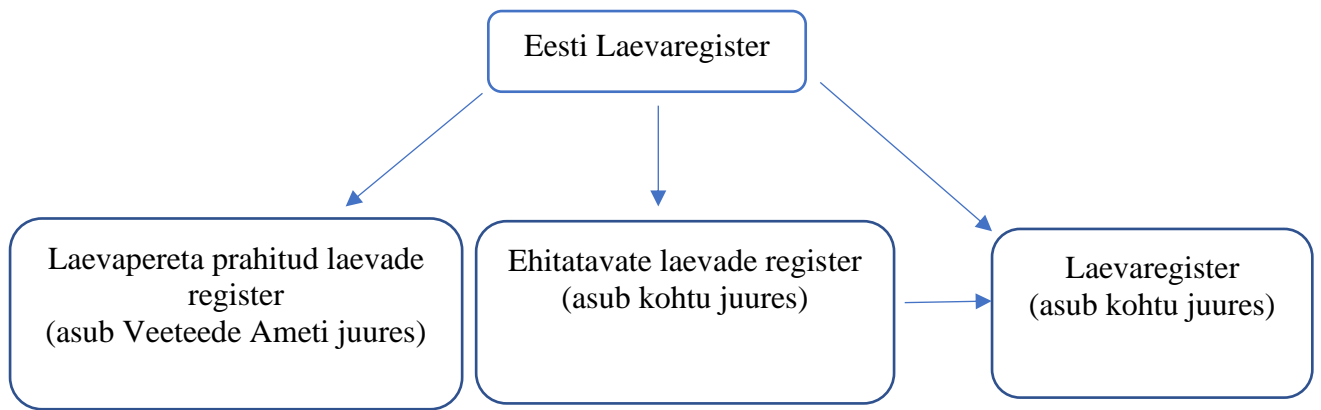 Eesti Laevaregister
Laevapereta prahitud laevade
register
(asub Veeteede Ameti juures)
Ehitatavate laevade register
(asub kohtu juures)
Laevaregister
(asub kohtu juures)